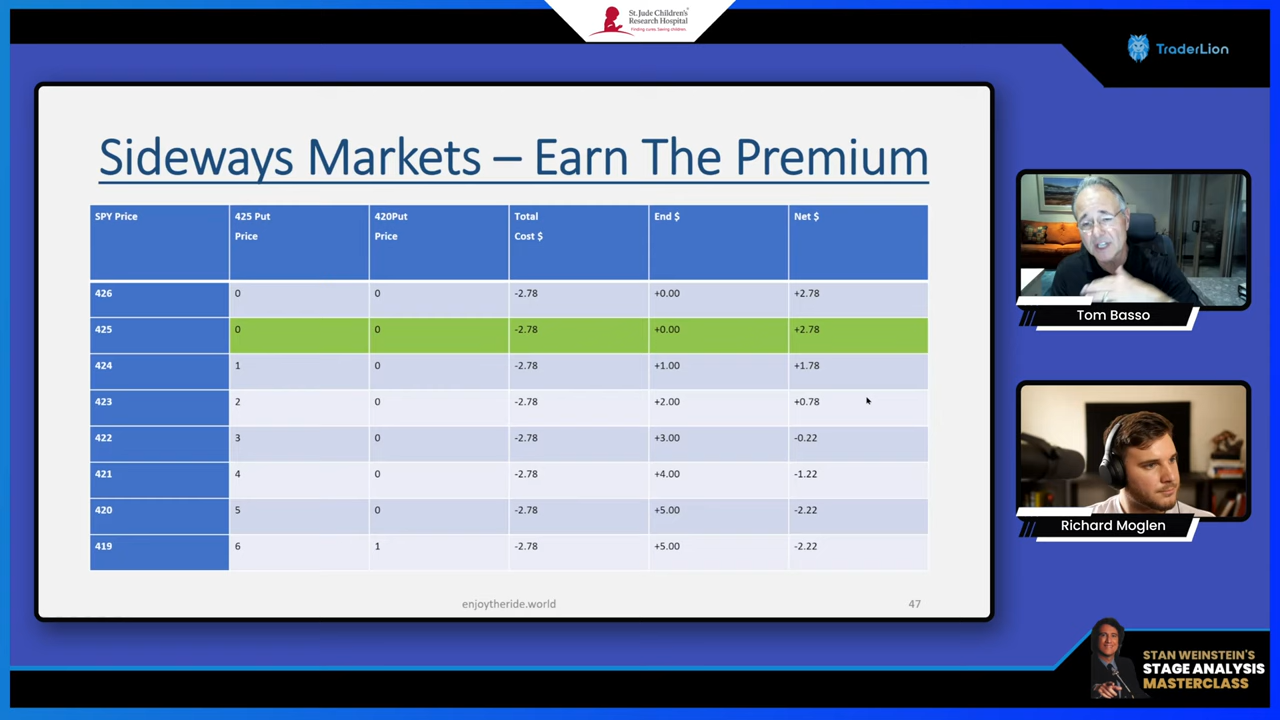 St. Jude Children's
Research Hospital
Finding cures. Saving children.
TraderLion
Sideways Markets – Earn The Premium
SPY Price 425 Put Price 420Put Price Total Cost $ End $ Net $
426 0 0 -2.78 +0.00 +2.78
425 0 0 -2.78 +0.00 +2.78
424 1 0 -2.78 +1.00 +1.78
423 2 0 -2.78 +2.00 +0.78
422 3 0 -2.78 +3.00 -0.22
421 4 0 -2.78 +4.00 -1.22
420 5 0 -2.78 +5.00 -2.22
419 6 1 -2.78 +5.00 -2.22
enjoytheride.world 47
Tom Basso
Richard Moglen
STAN WEINSTEIN'S
STAGE ANALYSIS
MASTERCLASS